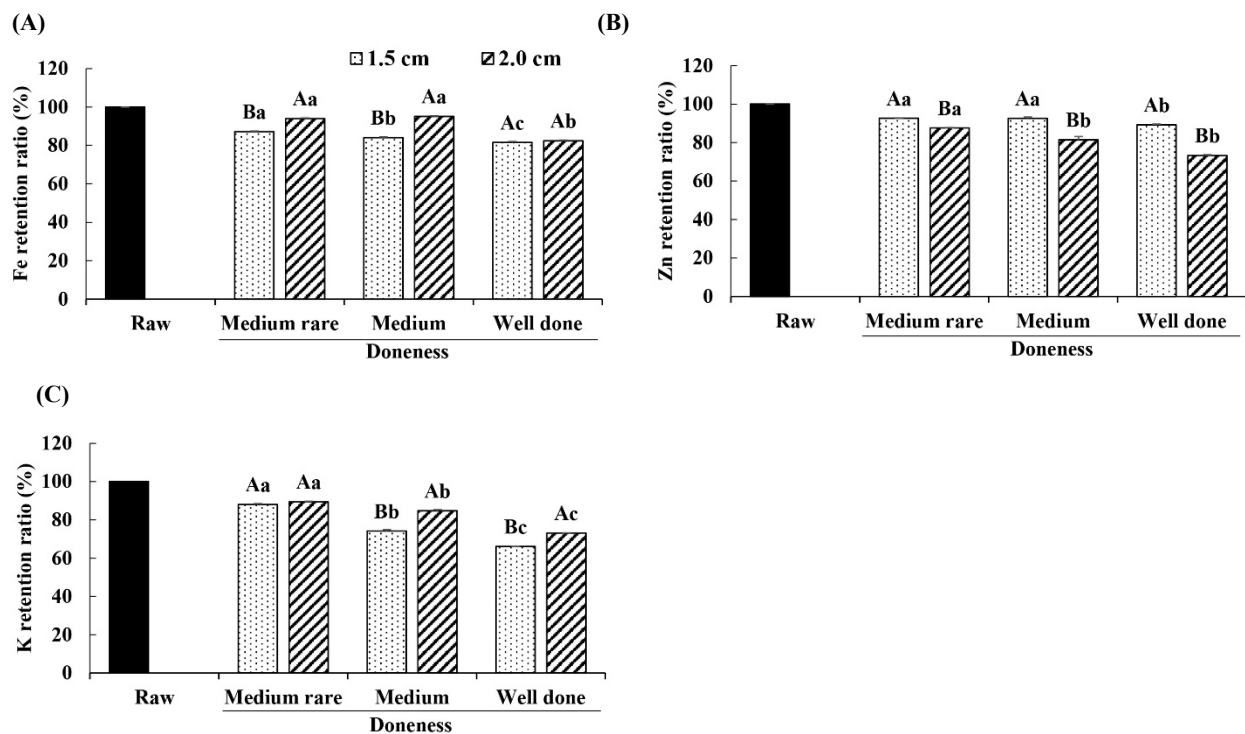 (A)
1.5 cm 2.0 cm
Fe retention ratio (%)
120
100
80
60
40
20
0
Ba Aa Bb Aa Ac Ab
Raw Medium rare Medium Well done
Doneness
(B)
Zn retention ratio (%)
120
100
80
60
40
20
0
Aa Ba Aa Bb Ab Bb
Raw Medium rare Medium Well done
Doneness
(C)
K retention ratio (%)
120
100
80
60
40
20
0
Aa Aa Bb Ab Bc Ac
Raw Medium rare Medium Well done
Doneness